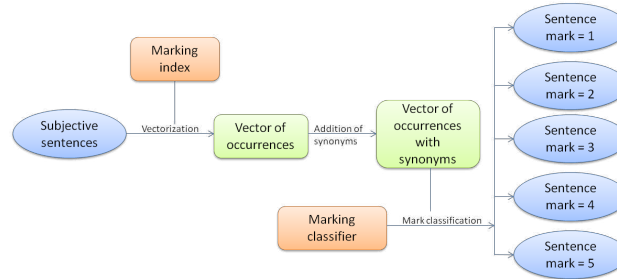 Marking
index
Subjective
sentences
Vectorization
Vector of
occurrences
Addition of
synonyms
Vector of
occurrences
with
synonyms
Marking
classifier
Mark classification
Sentence
mark = 1
Sentence
mark = 2
Sentence
mark = 3
Sentence
mark = 4
Sentence
mark = 5